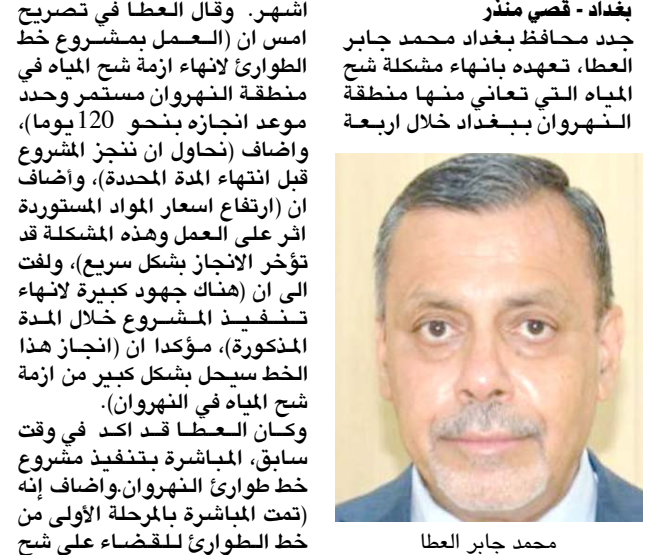 بغداد - قصي منذر
جدد محافظ بغداد محمد جابر
العطا، تعهده بانهاء مشكلة شح
المياه التي تعاني منها منطقة
النهروان ببغداد خلال اربعة
محمد جابر العطا
اشهر. وقال العطا في تصريح
امس ان (العمل بمشروع خط
الطوارئ لانهاء ازمة شح المياه في
منطقة النهروان مستمر وحدد
موعد انجازه بنحو 120 يوما)،
واضاف (نحاول ان ننجز المشروع
قبل انتهاء المدة المحددة)، وأضاف
ان (ارتفاع اسعار المواد المستوردة
اثر على العمل وهذه المشكلة قد
تؤخر الانجاز بشكل سريع)، ولفت
الى ان (هناك جهود كبيرة لانهاء
تنفيذ المشروع خلال المدة
المذكورة)، مؤكدا ان (انجاز هذا
الخط سيحل بشكل كبير من ازمة
شح المياه في النهروان).
وكان العطا قد اكد في وقت
سابق، المباشرة بتنفيذ مشروع
خط طوارئ النهروان.واضاف إنه
(تمت المباشرة بالمرحلة الأولى من
خط الطوارئ للقضاء على شح